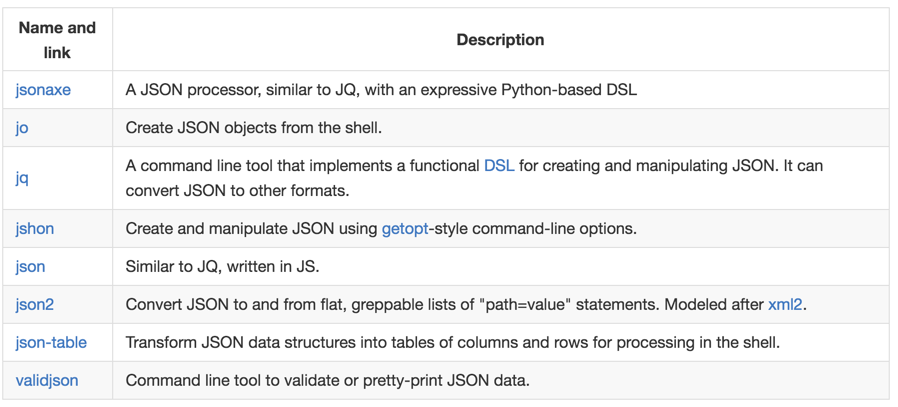 Name and
link
Description
jsonaxe
A JSON processor, similar to JQ, with an expressive Python-based DSL
jo
Create JSON objects from the shell.
jq
A command line tool that implements a functional DSL for creating and manipulating JSON. It can
convert JSON to other formats.
jshon
Create and manipulate JSON using getopt-style command-line options.
json
Similar to JQ, written in JS.
json2
Convert JSON to and from flat, greppable lists of "path=value" statements. Modeled after xml2.
json-table
Transform JSON data structures into tables of columns and rows for processing in the shell.
validjson
Command line tool to validate or pretty-print JSON data.